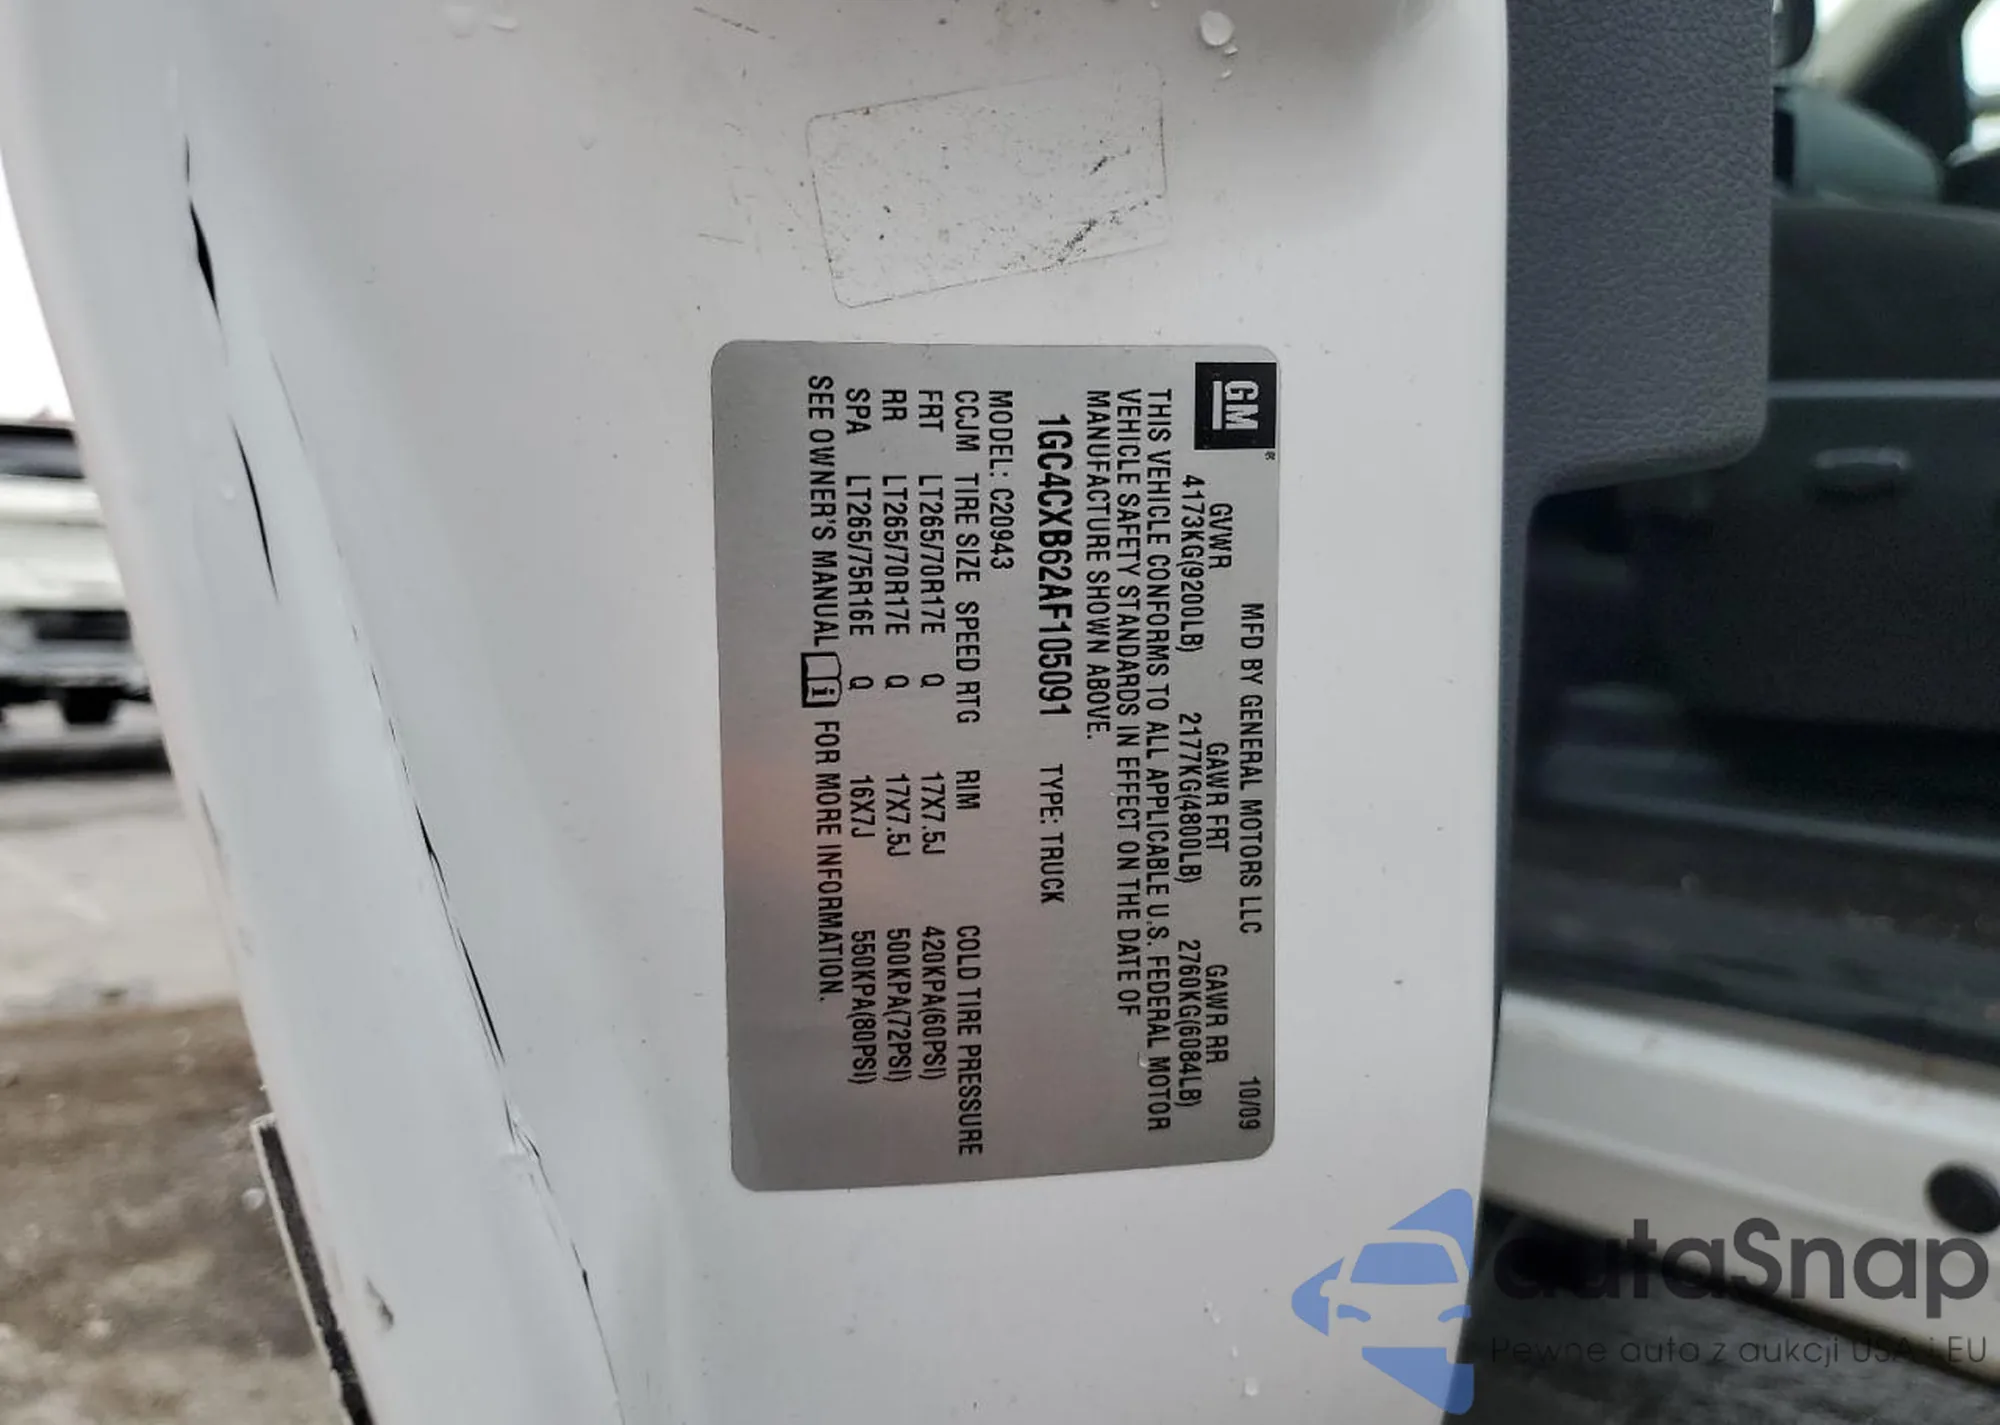 GM ®
MFD BY GENERAL MOTORS LLC 10/09
GVWR GAWR FRT GAWR RR
4173KG(9200LB) 2177KG(4800LB) 2760KG(6084LB)
THIS VEHICLE CONFORMS TO ALL APPLICABLE U.S. FEDERAL MOTOR
VEHICLE SAFETY STANDARDS IN EFFECT ON THE DATE OF
MANUFACTURE SHOWN ABOVE.
1GC4CXB62AF105091 TYPE: TRUCK
MODEL: C20943
CCJM TIRE SIZE SPEED RTG RIM COLD TIRE PRESSURE
FRT LT265/70R17E Q 17X7.5J 420KPA(60PSI)
RR LT265/70R17E Q 17X7.5J 500KPA(72PSI)
SPA LT265/75R16E Q 16X7J 550KPA(80PSI)
SEE OWNER'S MANUAL i FOR MORE INFORMATION.
autaSnap
Pewne auta z aukcji USA i EU